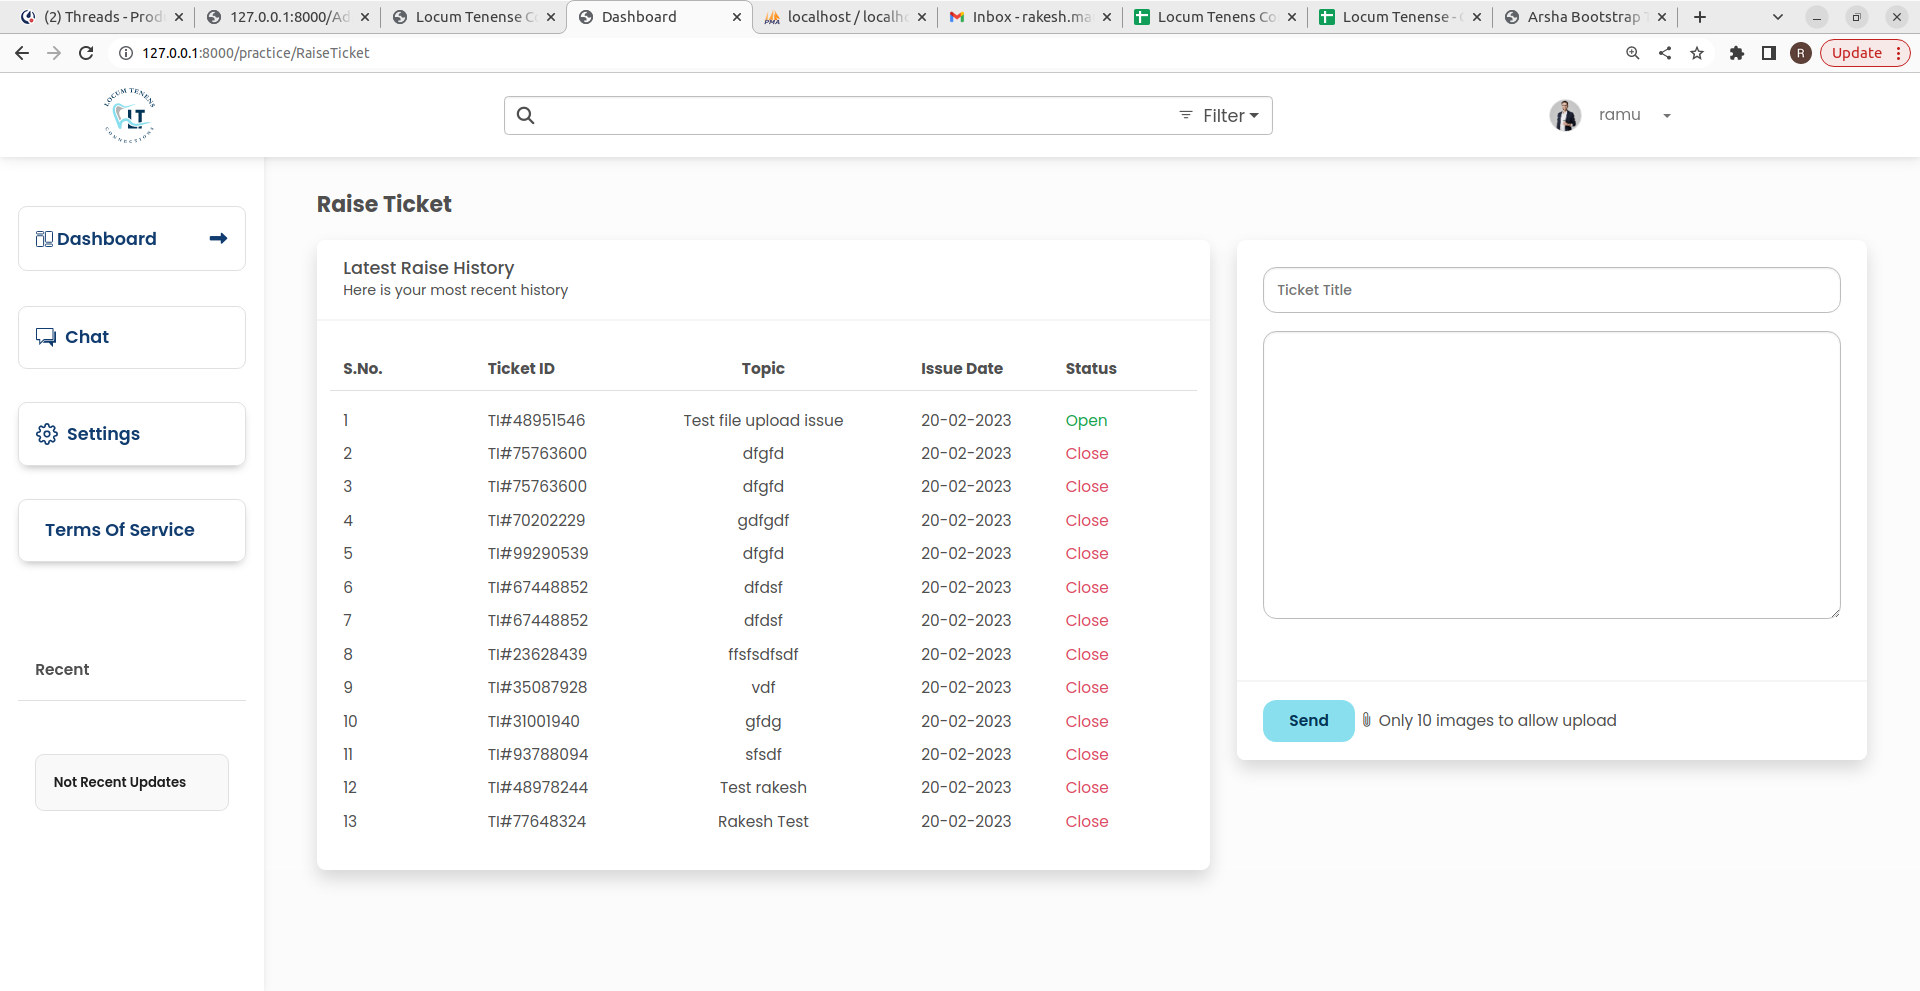 (2) Threads - Prod
127.0.0.1:8000/Ad
Locum Tenense Co
Dashboard
localhost / localho
Inbox - rakesh.ma
Locum Tenens Co
Locum Tenense -
Arsha Bootstrap
127.0.0.1:8000/practice/RaiseTicket
R
Update
LOCUM TENENS
LT
CONNECTIONS
Filter
ramu
Dashboard
Chat
Settings
Terms Of Service
Recent
Not Recent Updates
Raise Ticket
Latest Raise History
Here is your most recent history
S.No. Ticket ID Topic Issue Date Status
1 TI#48951546 Test file upload issue 20-02-2023 Open
2 TI#75763600 dfgfd 20-02-2023 Close
3 TI#75763600 dfgfd 20-02-2023 Close
4 TI#70202229 gdfgdf 20-02-2023 Close
5 TI#99290539 dfgfd 20-02-2023 Close
6 TI#67448852 dfdsf 20-02-2023 Close
7 TI#67448852 dfdsf 20-02-2023 Close
8 TI#23628439 ffsfsdfsdf 20-02-2023 Close
9 TI#35087928 vdf 20-02-2023 Close
10 TI#31001940 gfdg 20-02-2023 Close
11 TI#93788094 sfsdf 20-02-2023 Close
12 TI#48978244 Test rakesh 20-02-2023 Close
13 TI#77648324 Rakesh Test 20-02-2023 Close
Ticket Title
Send
Only 10 images to allow upload